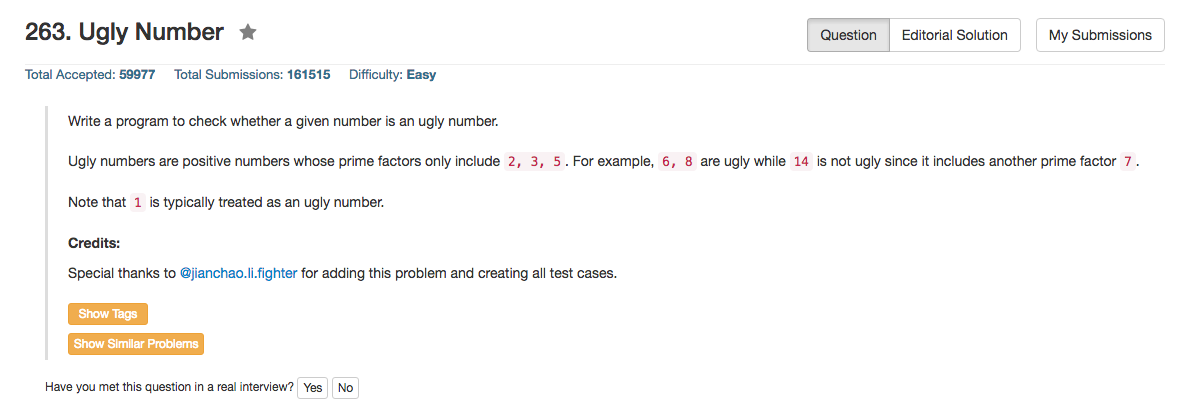 263. Ugly Number
Question Editorial Solution My Submissions
Total Accepted: 59977 Total Submissions: 161515 Difficulty: Easy
Write a program to check whether a given number is an ugly number.
Ugly numbers are positive numbers whose prime factors only include 2, 3, 5. For example, 6, 8 are ugly while 14 is not ugly since it includes another prime factor 7.
Note that 1 is typically treated as an ugly number.
Credits:
Special thanks to @jianchao.li.fighter for adding this problem and creating all test cases.
Show Tags
Show Similar Problems
Have you met this question in a real interview? Yes No